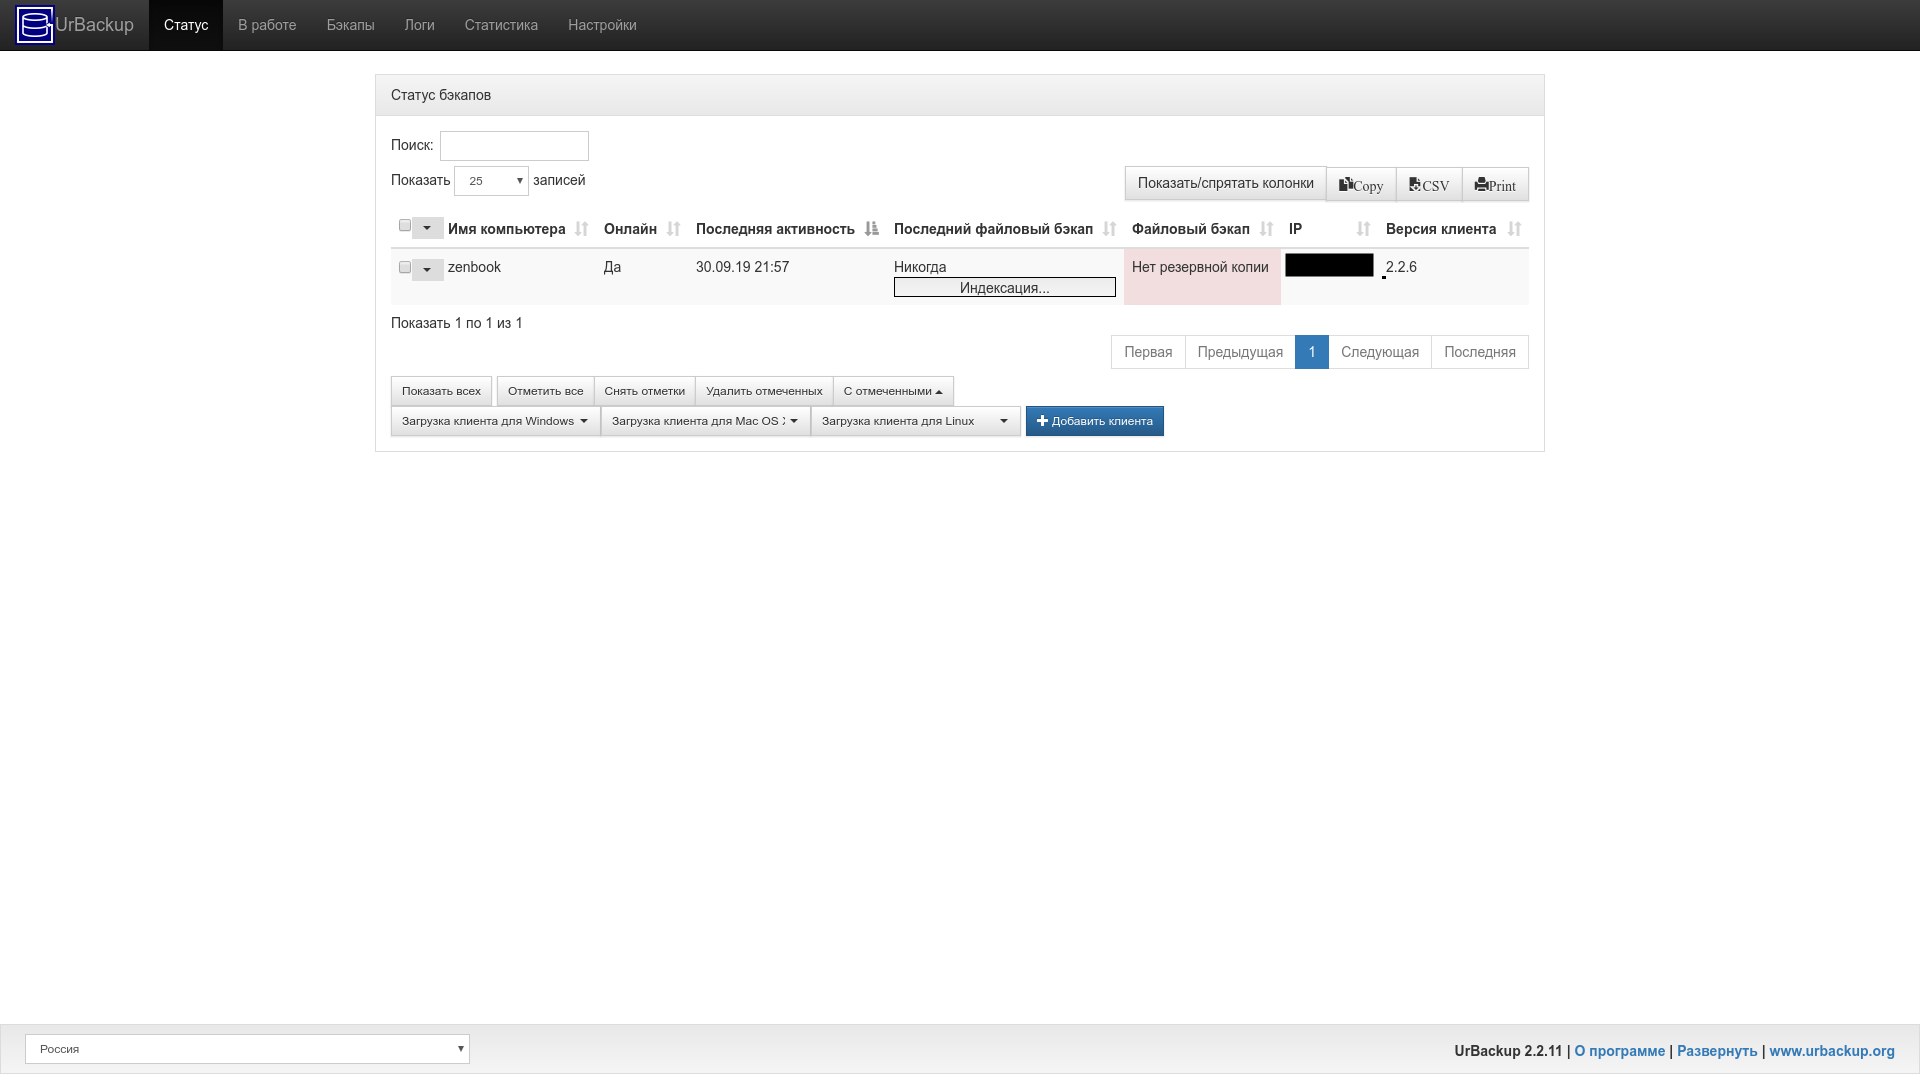 UrBackup Статус В работе Бэкапы Логи Статистика Настройки
Статус бэкапов
Поиск:
Показать 25 записей
Показать/спрятать колонки Copy CSV Print
Имя компьютера Онлайн Последняя активность Последний файловый бэкап Файловый бэкап IP Версия клиента
zenbook Да 30.09.19 21:57 Никогда Нет резервной копии 2.2.6
Индексация...
Показать 1 по 1 из 1
Первая Предыдущая 1 Следующая Последняя
Показать всех Отметить все Снять отметки Удалить отмеченных С отмеченными
Загрузка клиента для Windows Загрузка клиента для Mac OS Загрузка клиента для Linux Добавить клиента
Россия UrBackup 2.2.11 | О программе | Развернуть | www.urbackup.org